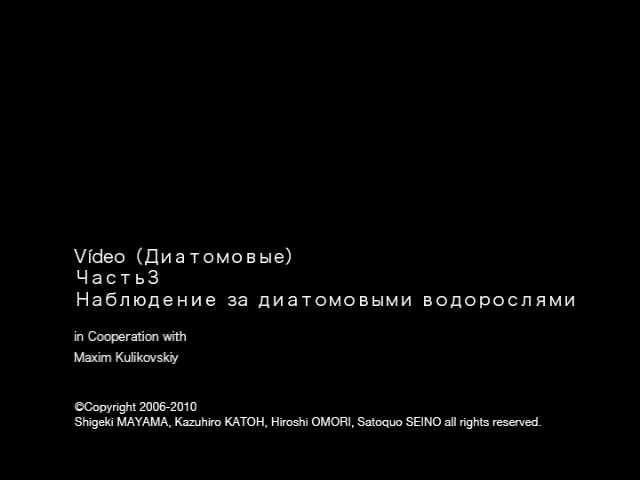 Vídeo (Диатомовые)
Часть3
Наблюдение за диатомовыми водорослями
in Cooperation with
Maxim Kulikovskiy
©Copyright 2006-2010
Shigeki MAYAMA, Kazuhiro KATOH, Hiroshi OMORI, Satoquo SEINO all rights reserved.